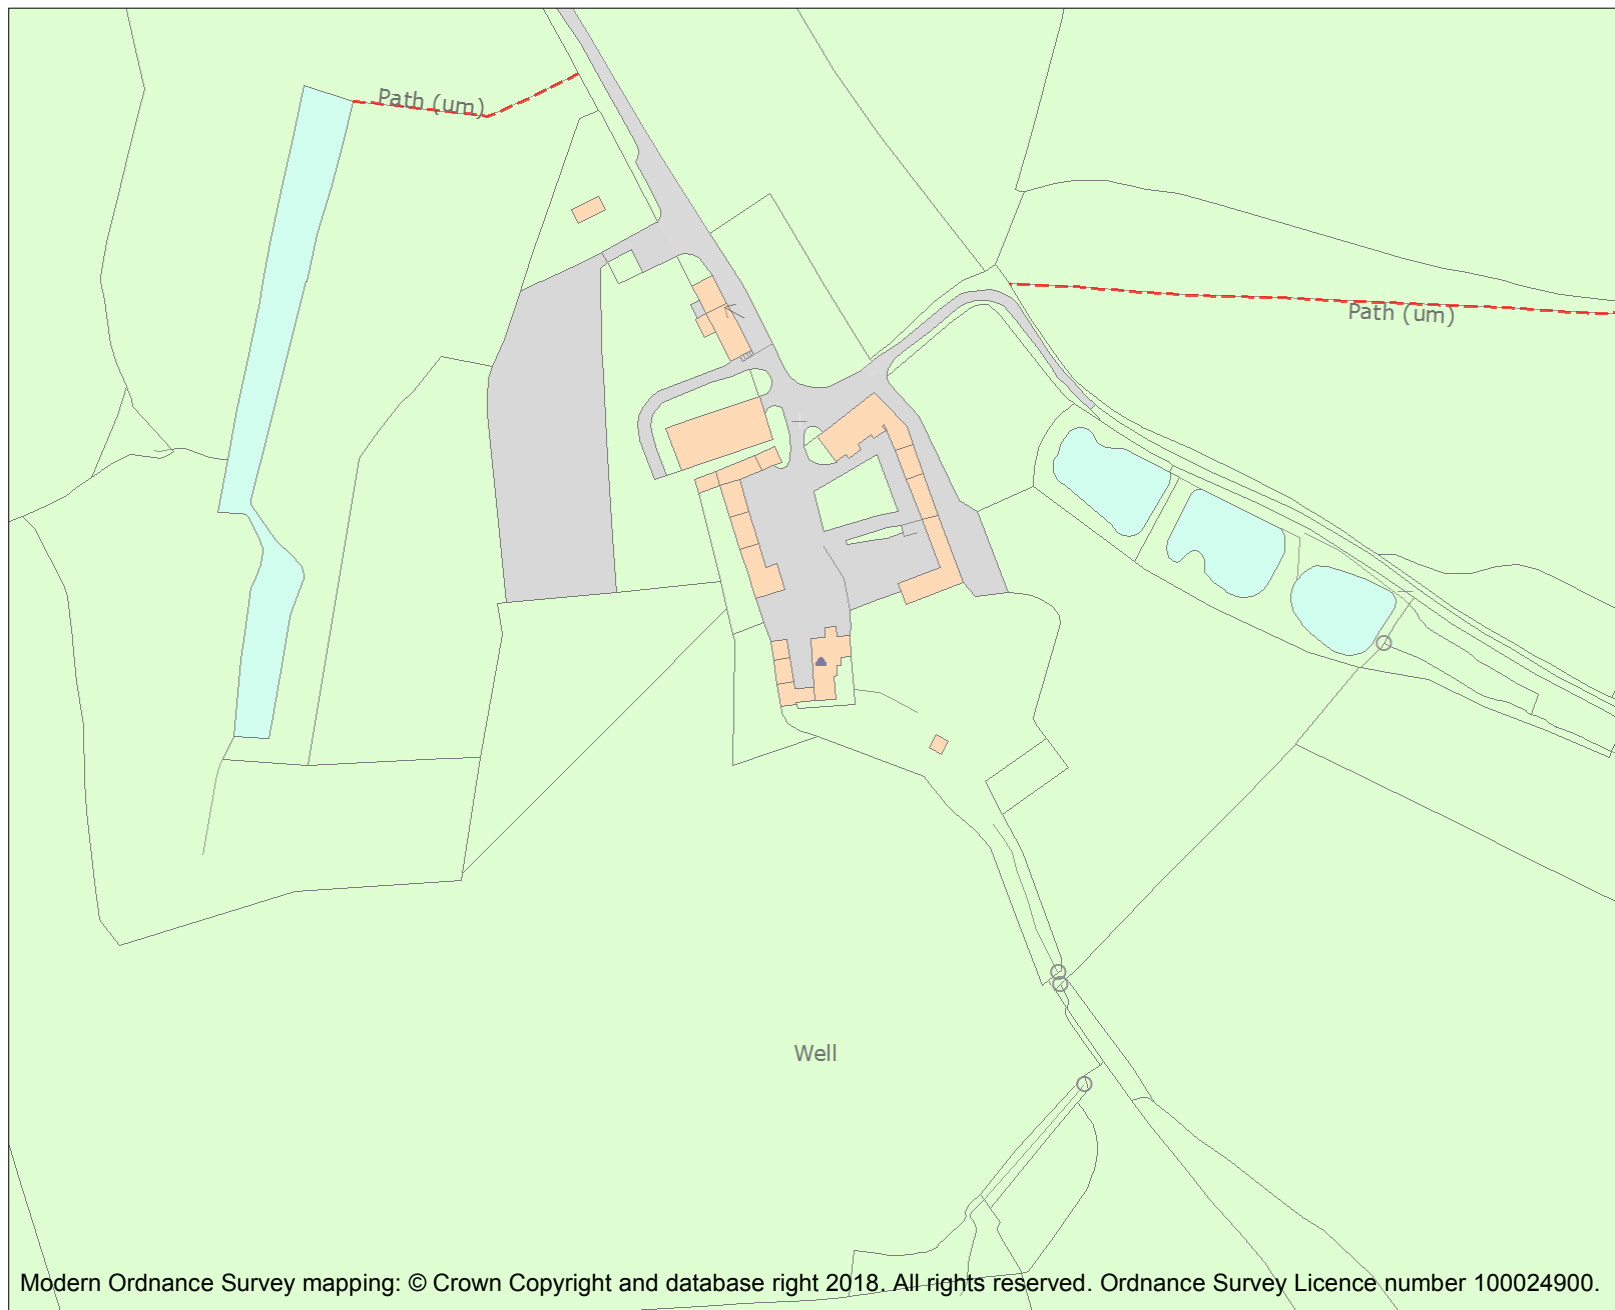 Path (um)
Path (um)
Well
Modern Ordnance Survey mapping: © Crown Copyright and database right 2018. All rights reserved. Ordnance Survey Licence number 100024900.